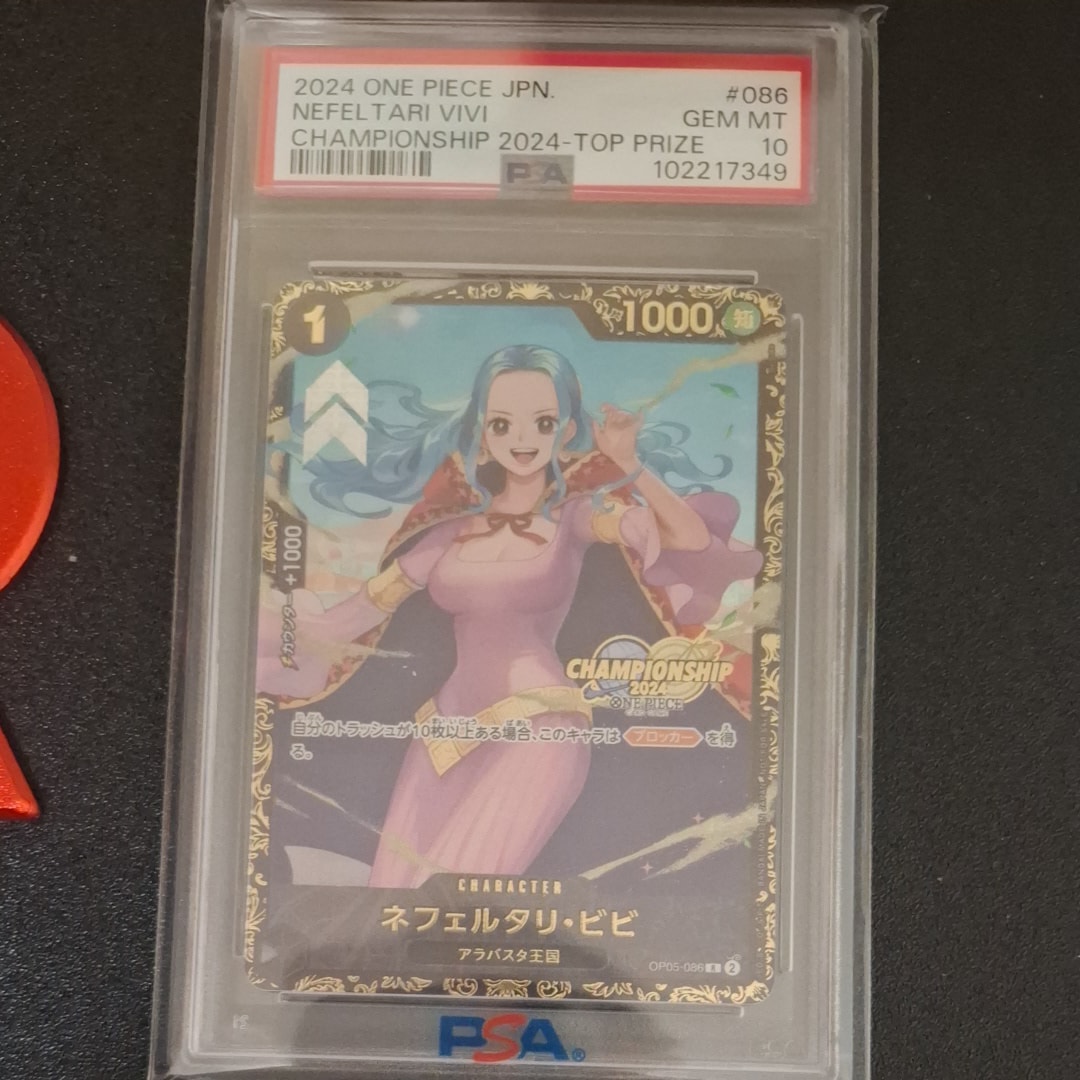 2024 ONE PIECE JPN.
#086
NEFELTARI VIVI
GEM MT
CHAMPIONSHIP 2024-TOP PRIZE
10
PSA
102217349
1
1000
知
カウンター +1000
CHAMPIONSHIP
2024
ONE PIECE
自分のトラッシュが10枚以上ある場合、このキャラは ブロッカー を得
る。
CHARACTER
ネフェルタリ・ビビ
アラバスタ王国
OP05-086 R 2
PSA®